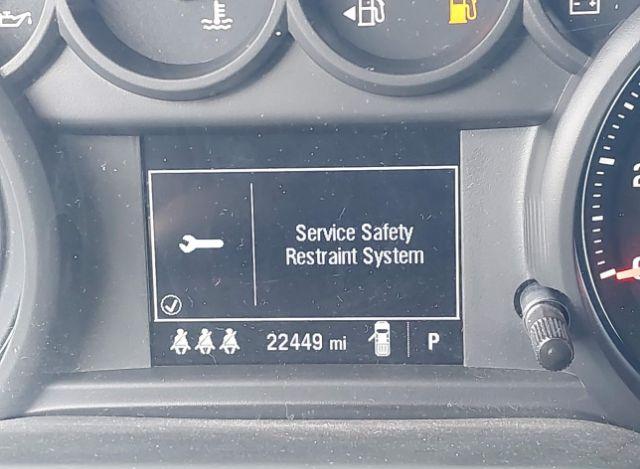 Service Safety
Restraint System
22449 mi
P